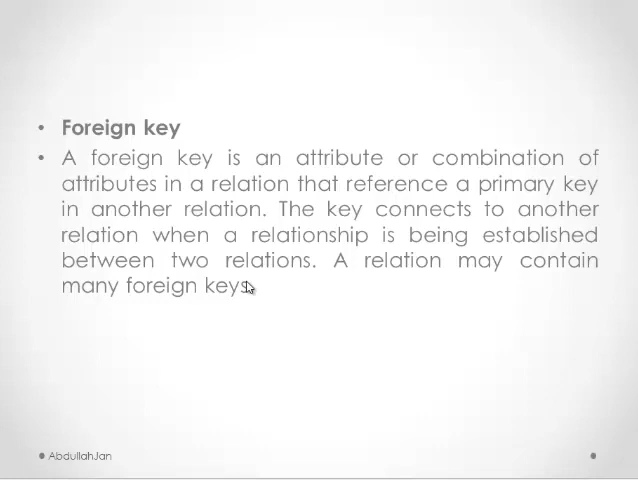 • Foreign key
• A foreign key is an attribute or combination of
attributes in a relation that reference a primary key
in another relation. The key connects to another
relation when a relationship is being established
between two relations. A relation may contain
many foreign keys.
AbdullahJan